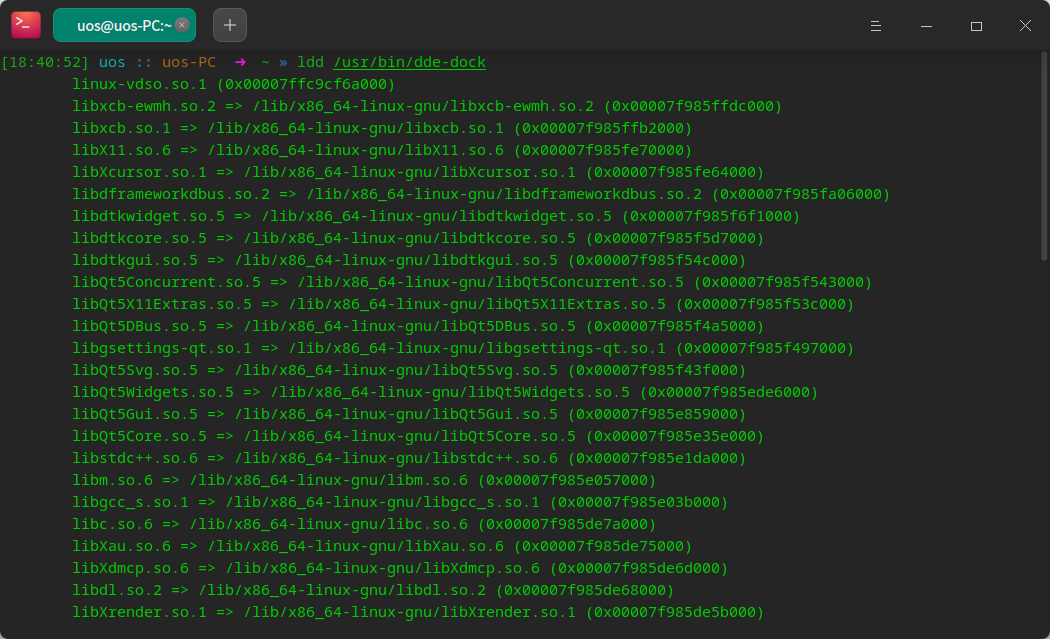 uos@uos-PC:~
[18:40:52] uos :: uos-PC ➜ ~ » ldd /usr/bin/dde-dock
linux-vdso.so.1 (0x00007ffc9cf6a000)
libxcb-ewmh.so.2 => /lib/x86_64-linux-gnu/libxcb-ewmh.so.2 (0x00007f985ffdc000)
libxcb.so.1 => /lib/x86_64-linux-gnu/libxcb.so.1 (0x00007f985ffb2000)
libX11.so.6 => /lib/x86_64-linux-gnu/libX11.so.6 (0x00007f985fe70000)
libXcursor.so.1 => /lib/x86_64-linux-gnu/libXcursor.so.1 (0x00007f985fe64000)
libdframeworkdbus.so.2 => /lib/x86_64-linux-gnu/libdframeworkdbus.so.2 (0x00007f985fa06000)
libdtkwidget.so.5 => /lib/x86_64-linux-gnu/libdtkwidget.so.5 (0x00007f985f6f1000)
libdtkcore.so.5 => /lib/x86_64-linux-gnu/libdtkcore.so.5 (0x00007f985f5d7000)
libdtkgui.so.5 => /lib/x86_64-linux-gnu/libdtkgui.so.5 (0x00007f985f54c000)
libQt5Concurrent.so.5 => /lib/x86_64-linux-gnu/libQt5Concurrent.so.5 (0x00007f985f543000)
libQt5X11Extras.so.5 => /lib/x86_64-linux-gnu/libQt5X11Extras.so.5 (0x00007f985f53c000)
libQt5DBus.so.5 => /lib/x86_64-linux-gnu/libQt5DBus.so.5 (0x00007f985f4a5000)
libgsettings-qt.so.1 => /lib/x86_64-linux-gnu/libgsettings-qt.so.1 (0x00007f985f497000)
libQt5Svg.so.5 => /lib/x86_64-linux-gnu/libQt5Svg.so.5 (0x00007f985f43f000)
libQt5Widgets.so.5 => /lib/x86_64-linux-gnu/libQt5Widgets.so.5 (0x00007f985ede6000)
libQt5Gui.so.5 => /lib/x86_64-linux-gnu/libQt5Gui.so.5 (0x00007f985e859000)
libQt5Core.so.5 => /lib/x86_64-linux-gnu/libQt5Core.so.5 (0x00007f985e35e000)
libstdc++.so.6 => /lib/x86_64-linux-gnu/libstdc++.so.6 (0x00007f985e1da000)
libm.so.6 => /lib/x86_64-linux-gnu/libm.so.6 (0x00007f985e057000)
libgcc_s.so.1 => /lib/x86_64-linux-gnu/libgcc_s.so.1 (0x00007f985e03b000)
libc.so.6 => /lib/x86_64-linux-gnu/libc.so.6 (0x00007f985de7a000)
libXau.so.6 => /lib/x86_64-linux-gnu/libXau.so.6 (0x00007f985de75000)
libXdmcp.so.6 => /lib/x86_64-linux-gnu/libXdmcp.so.6 (0x00007f985de6d000)
libdl.so.2 => /lib/x86_64-linux-gnu/libdl.so.2 (0x00007f985de68000)
libXrender.so.1 => /lib/x86_64-linux-gnu/libXrender.so.1 (0x00007f985de5b000)